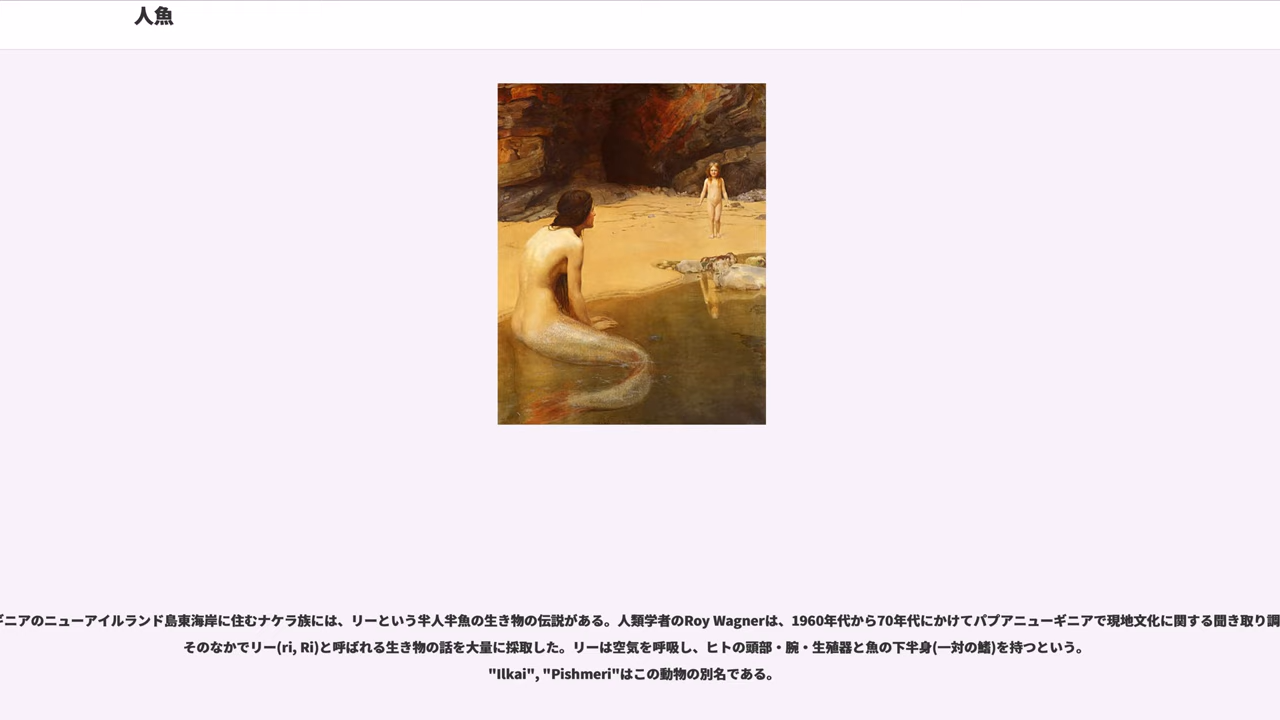 人魚
ニアのニューアイルランド島東海岸に住むナケラ族には、リーという半人半魚の生き物の伝説がある。人類学者のRoy Wagnerは、1960年代から70年代にかけてパプアニューギニアで現地文化に関する聞き取り調
そのなかでリー(ri, Ri)と呼ばれる生き物の話を大量に採取した。リーは空気を呼吸し、ヒトの頭部・腕・生殖器と魚の下半身(一対の鰭)を持つという。
"Ilkai", "Pishmeri"はこの動物の別名である。